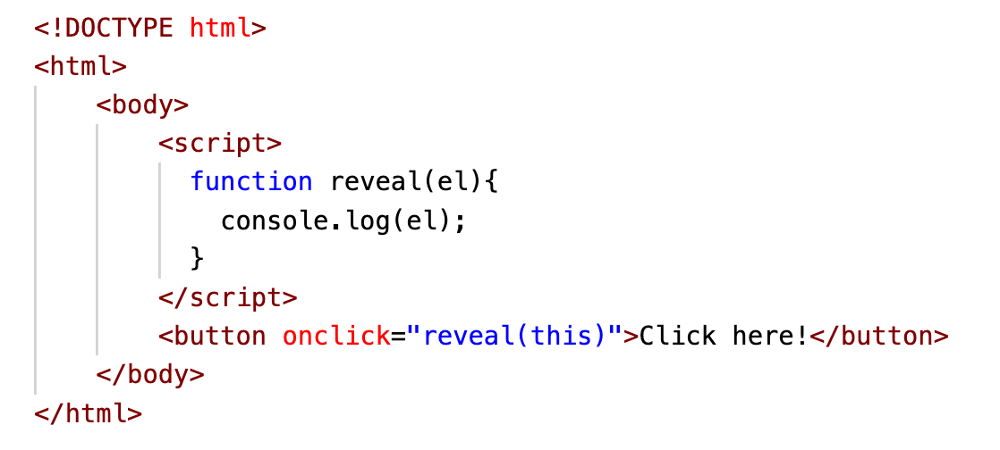 <!DOCTYPE html>
<html>
    <body>
        <script>
          function reveal(el){
            console.log(el);
          }
        </script>
        <button onclick="reveal(this)">Click here!</button>
    </body>
</html>